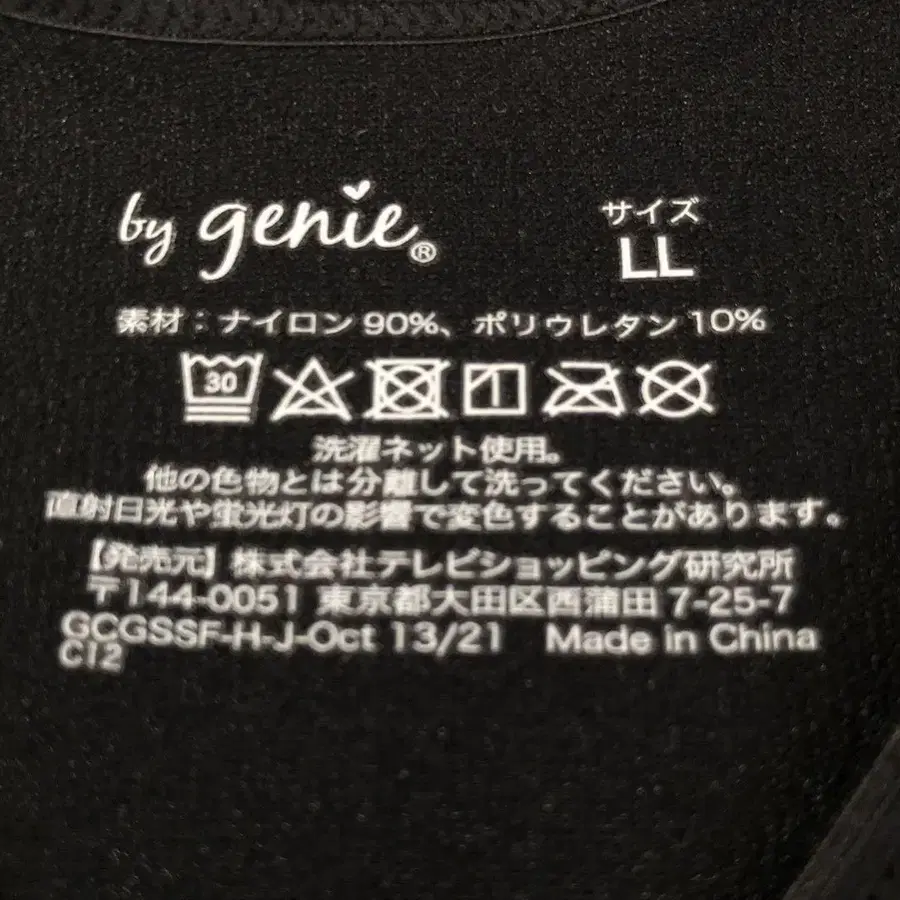 by genie®
サイズ
LL
素材：ナイロン 90%、ポリウレタン 10%
30
洗濯ネット使用。
他の色物とは分離して洗ってください。
直射日光や蛍光灯の影響で変色することがあります。
【発売元】株式会社テレビショッピング研究所
〒144-0051 東京都大田区西蒲田 7-25-7
GCGSSF-H-J-Oct 13/21 Made in China
C12